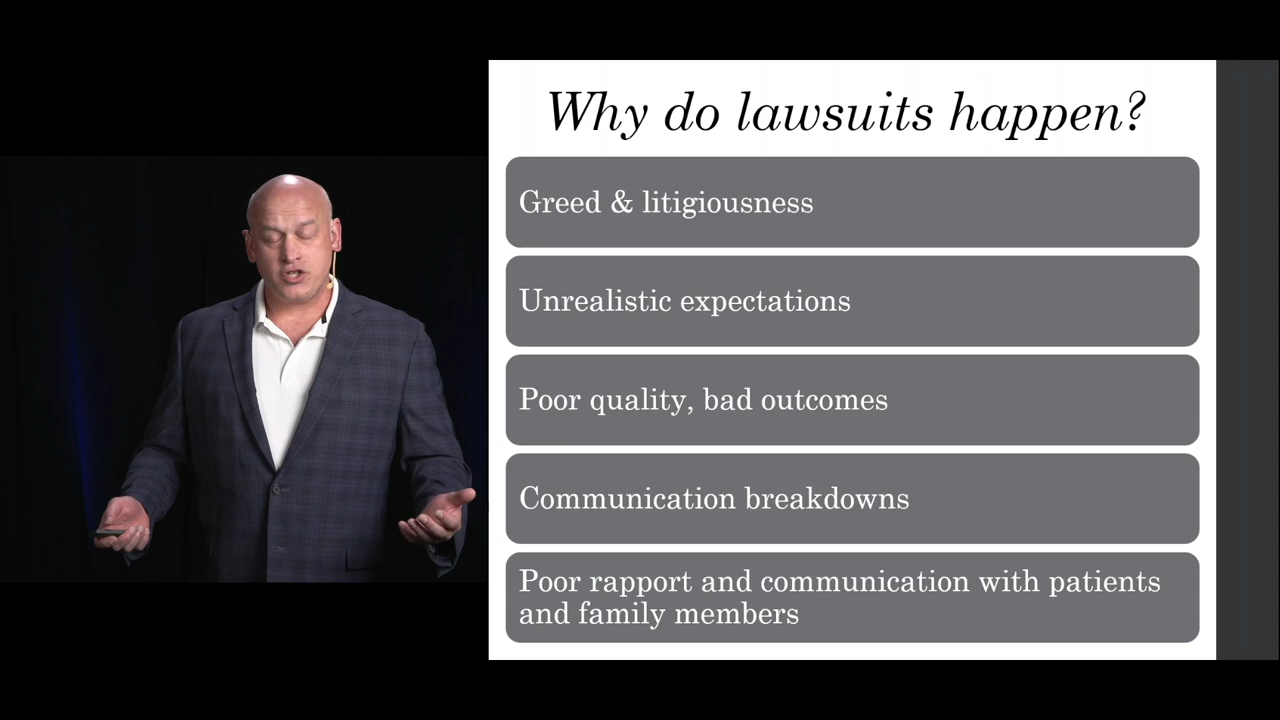 Why do lawsuits happen?
Greed & litigiousness
Unrealistic expectations
Poor quality, bad outcomes
Communication breakdowns
Poor rapport and communication with patients
and family members